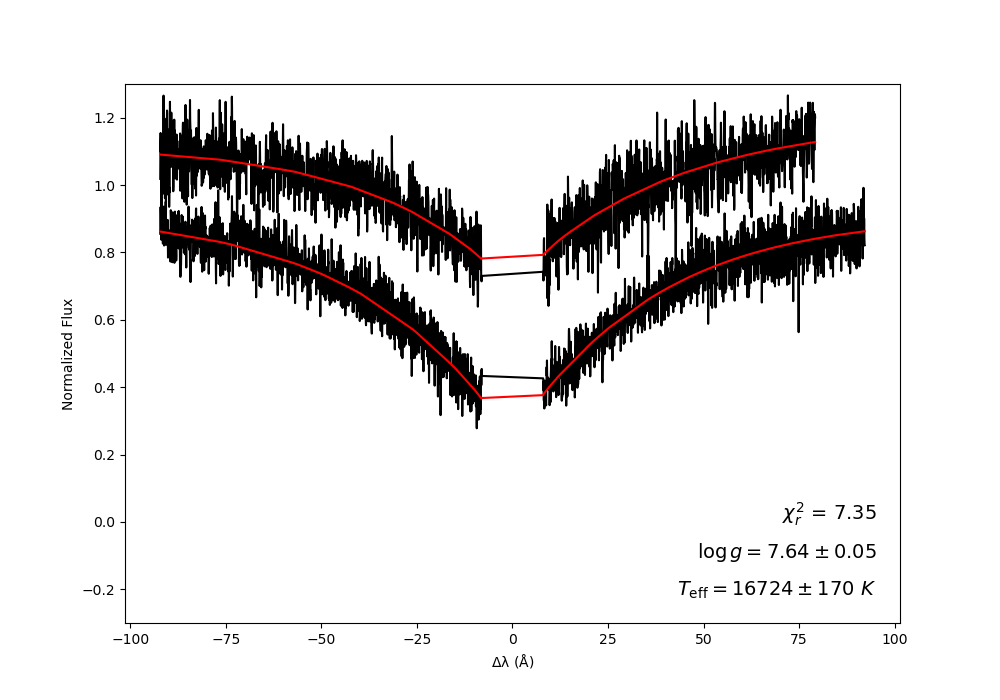 1.2
1.0
0.8
0.6
0.4
0.2
0.0
−0.2
Normalized Flux
χ²ᵣ = 7.35
log g = 7.64 ± 0.05
T_eff = 16724 ± 170 K
−100 −75 −50 −25 0 25 50 75 100
Δλ (Å)